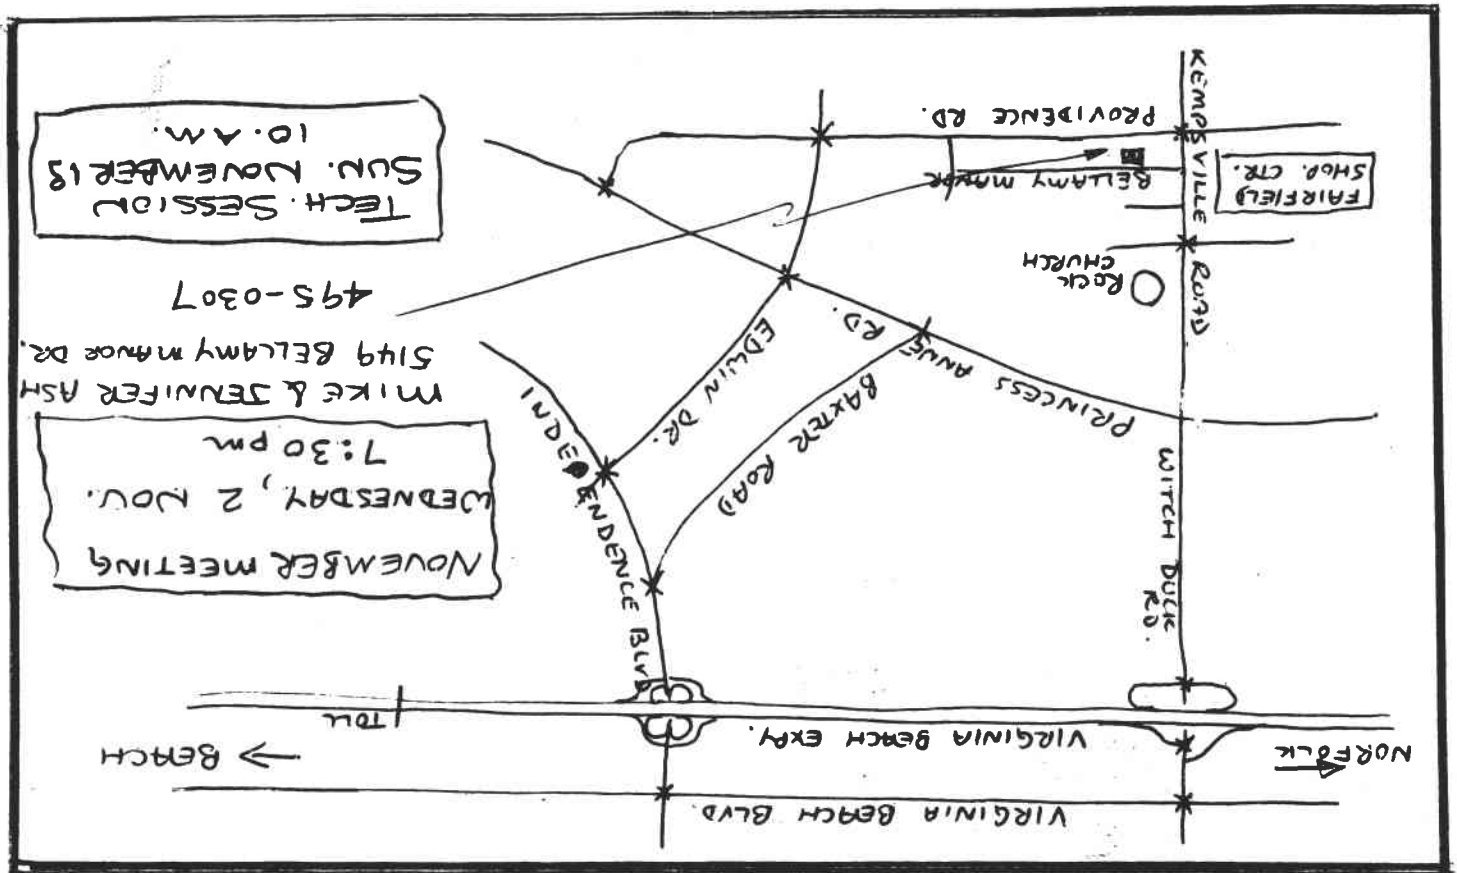 VIRGINIA BEACH BLVD.
NORFOLK
VIRGINIA BEACH EXPY.
BEACH
TOLL
WITCH DUCK
RD.
INDEPENDENCE BLVD
NOVEMBER MEETING
WEDNESDAY, 2 NOV.
7:30 pm
MIKE & JENNIFER ASH
5149 BELLAMY MANOR DR.
495-0307
BAXTER ROAD
EDWIN DR.
PRINCESS ANNE RD.
KEMPSVILLE ROAD
ROCK
CHURCH
FAIRFIELD
SHOP. CTR.
BELLAMY MANOR
PROVIDENCE RD.
TECH. SESSION
SUN. NOVEMBER 13
10. A.M.